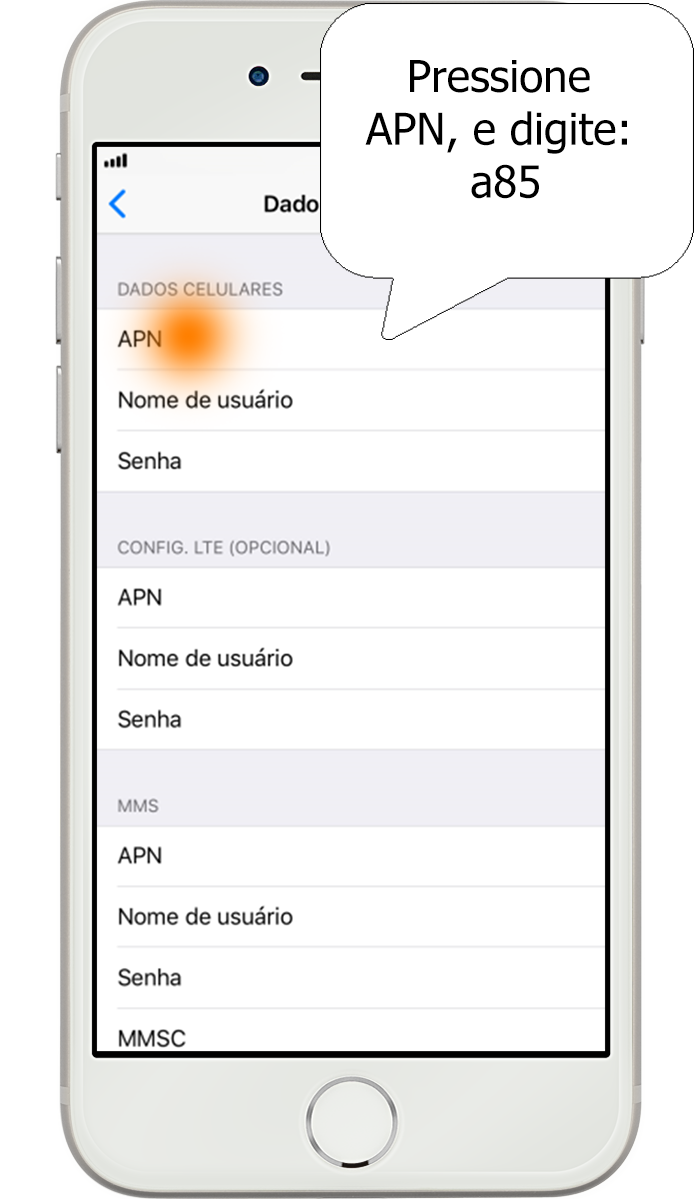 Pressione
APN, e digite:
a85
Dado
DADOS CELULARES
APN
Nome de usuário
Senha
CONFIG. LTE (OPCIONAL)
APN
Nome de usuário
Senha
MMS
APN
Nome de usuário
Senha
MMSC